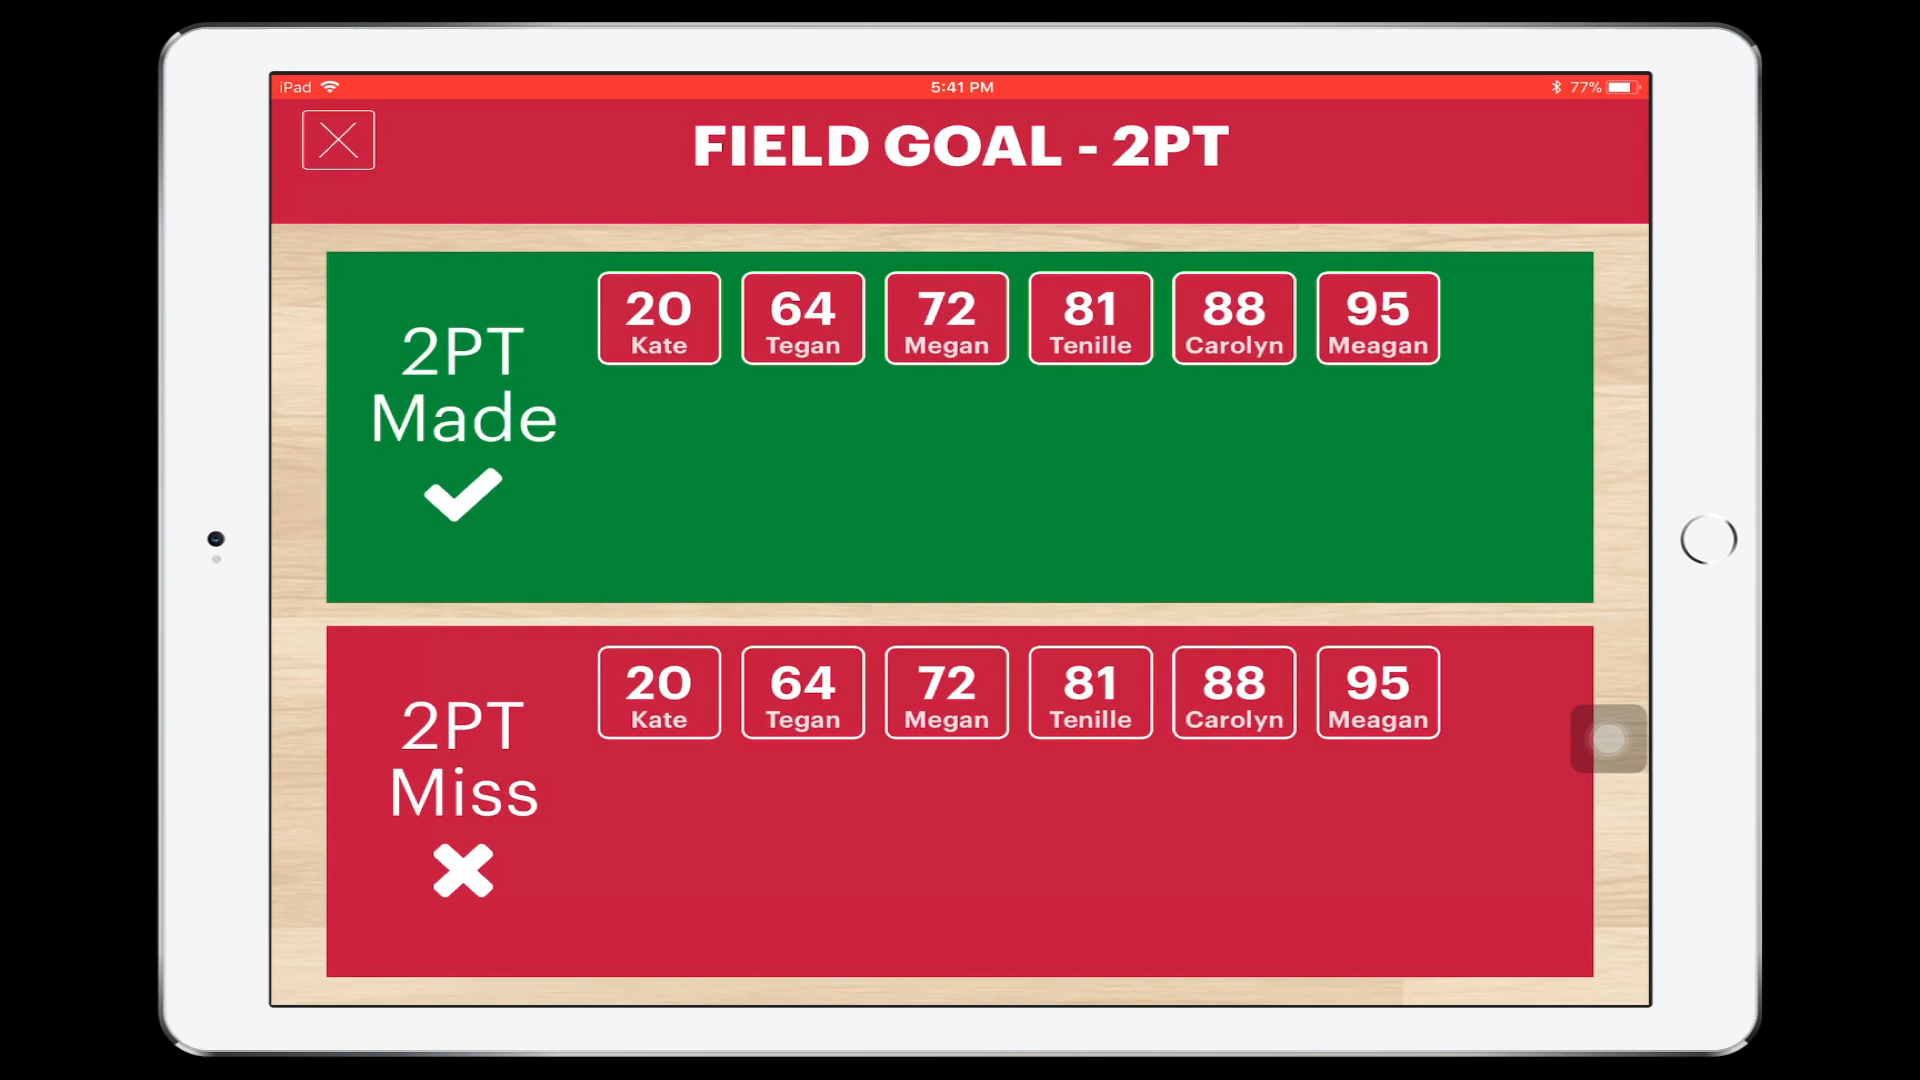 iPad
5:41 PM
77%
FIELD GOAL - 2PT
2PT
Made
20
Kate
64
Tegan
72
Megan
81
Tenille
88
Carolyn
95
Meagan
2PT
Miss
20
Kate
64
Tegan
72
Megan
81
Tenille
88
Carolyn
95
Meagan